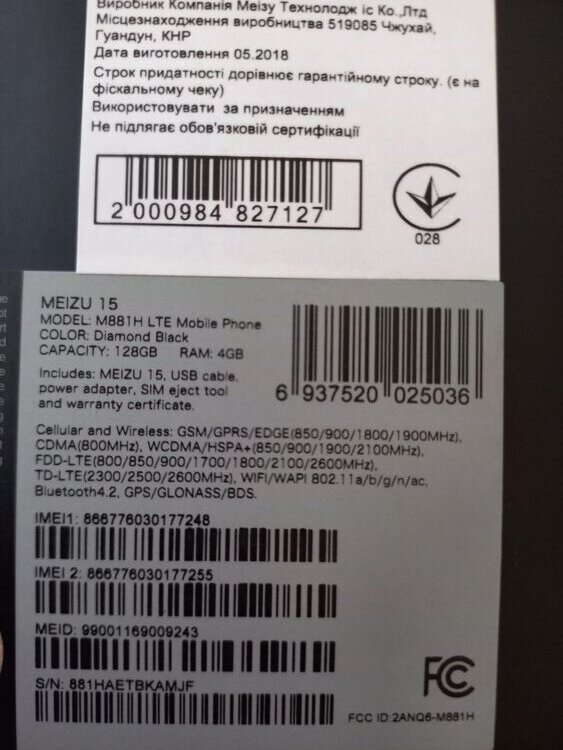 Виробник Компанія Меізу Технолодж іс Ко.,Лтд
Місцезнаходження виробництва 519085 Чжухай,
Гуандун, КНР
Дата виготовлення 05.2018
Строк придатності дорівнює гарантійному строку. (є на
фіскальному чеку)
Використовувати за призначенням
Не підлягає обов'язковій сертифікації
2 000984 827127
028
MEIZU 15
MODEL: M881H LTE Mobile Phone
COLOR: Diamond Black
CAPACITY: 128GB RAM: 4GB
Includes: MEIZU 15, USB cable,
power adapter, SIM eject tool
and warranty certificate.
6 937520 025036
Cellular and Wireless: GSM/GPRS/EDGE(850/900/1800/1900MHz),
CDMA(800MHz), WCDMA/HSPA+(850/900/1900/2100MHz),
FDD-LTE(800/850/900/1700/1800/2100/2600MHz),
TD-LTE(2300/2500/2600MHz), WIFI/WAPI 802.11a/b/g/n/ac,
Bluetooth4.2, GPS/GLONASS/BDS.
IMEI1: 866776030177248
IMEI 2: 866776030177255
MEID: 99001169009243
S/N: 881HAETBKAMJF
FC
FCC ID:2ANQ6-M881H